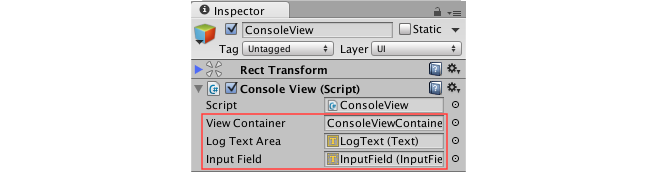 Inspector
ConsoleView
Static
Tag Untagged Layer UI
Rect Transform
C# Console View (Script)
Script ConsoleView
View Container ConsoleViewContaine
Log Text Area LogText (Text)
Input Field InputField (InputFie